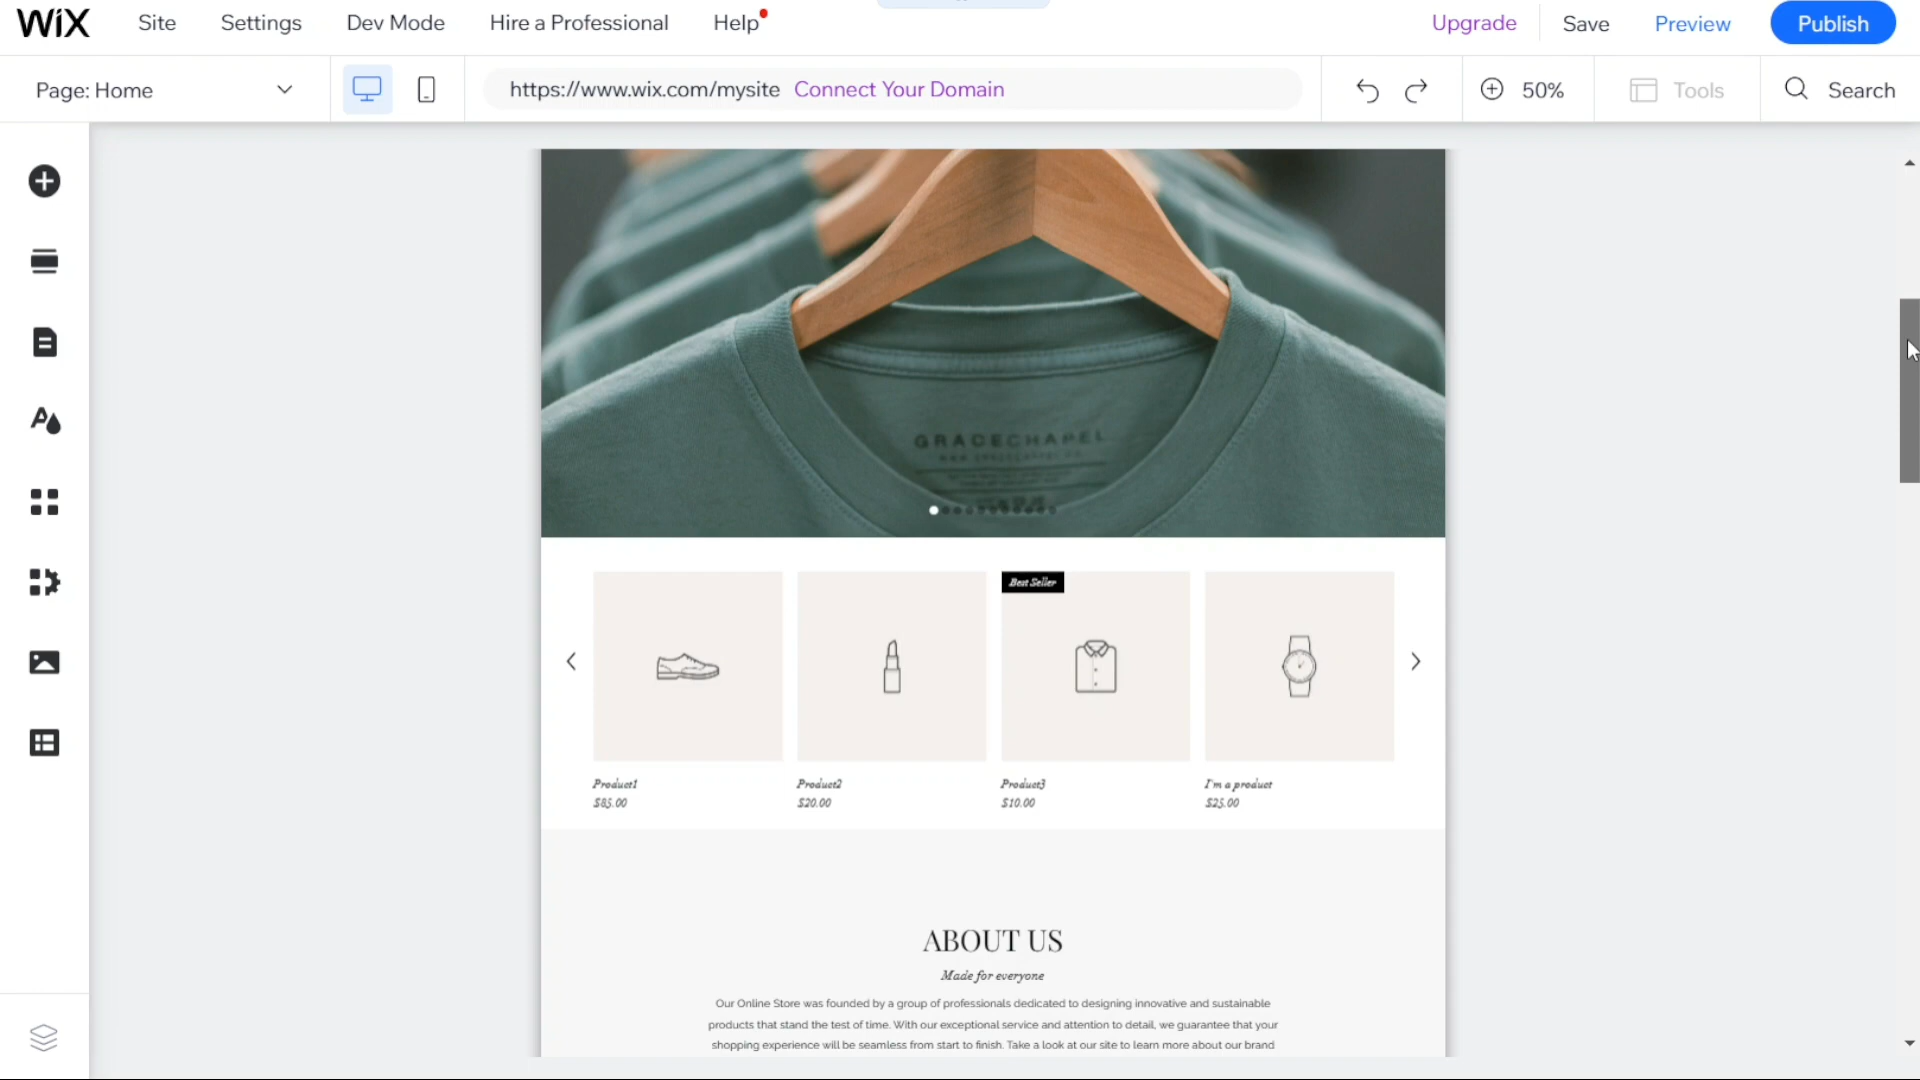 WiX
Site
Settings
Dev Mode
Hire a Professional
Help
Upgrade
Save
Preview
Publish
Page: Home
https://www.wix.com/mysite Connect Your Domain
50%
Tools
Search
GRACECHAPEL
Best Seller
Product1
$85.00
Product2
$20.00
Product3
$10.00
I'm a product
$25.00
ABOUT US
Made for everyone
Our Online Store was founded by a group of professionals dedicated to designing innovative and sustainable
products that stand the test of time. With our exceptional service and attention to detail, we guarantee that your
shopping experience will be seamless from start to finish. Take a look at our site to learn more about our brand